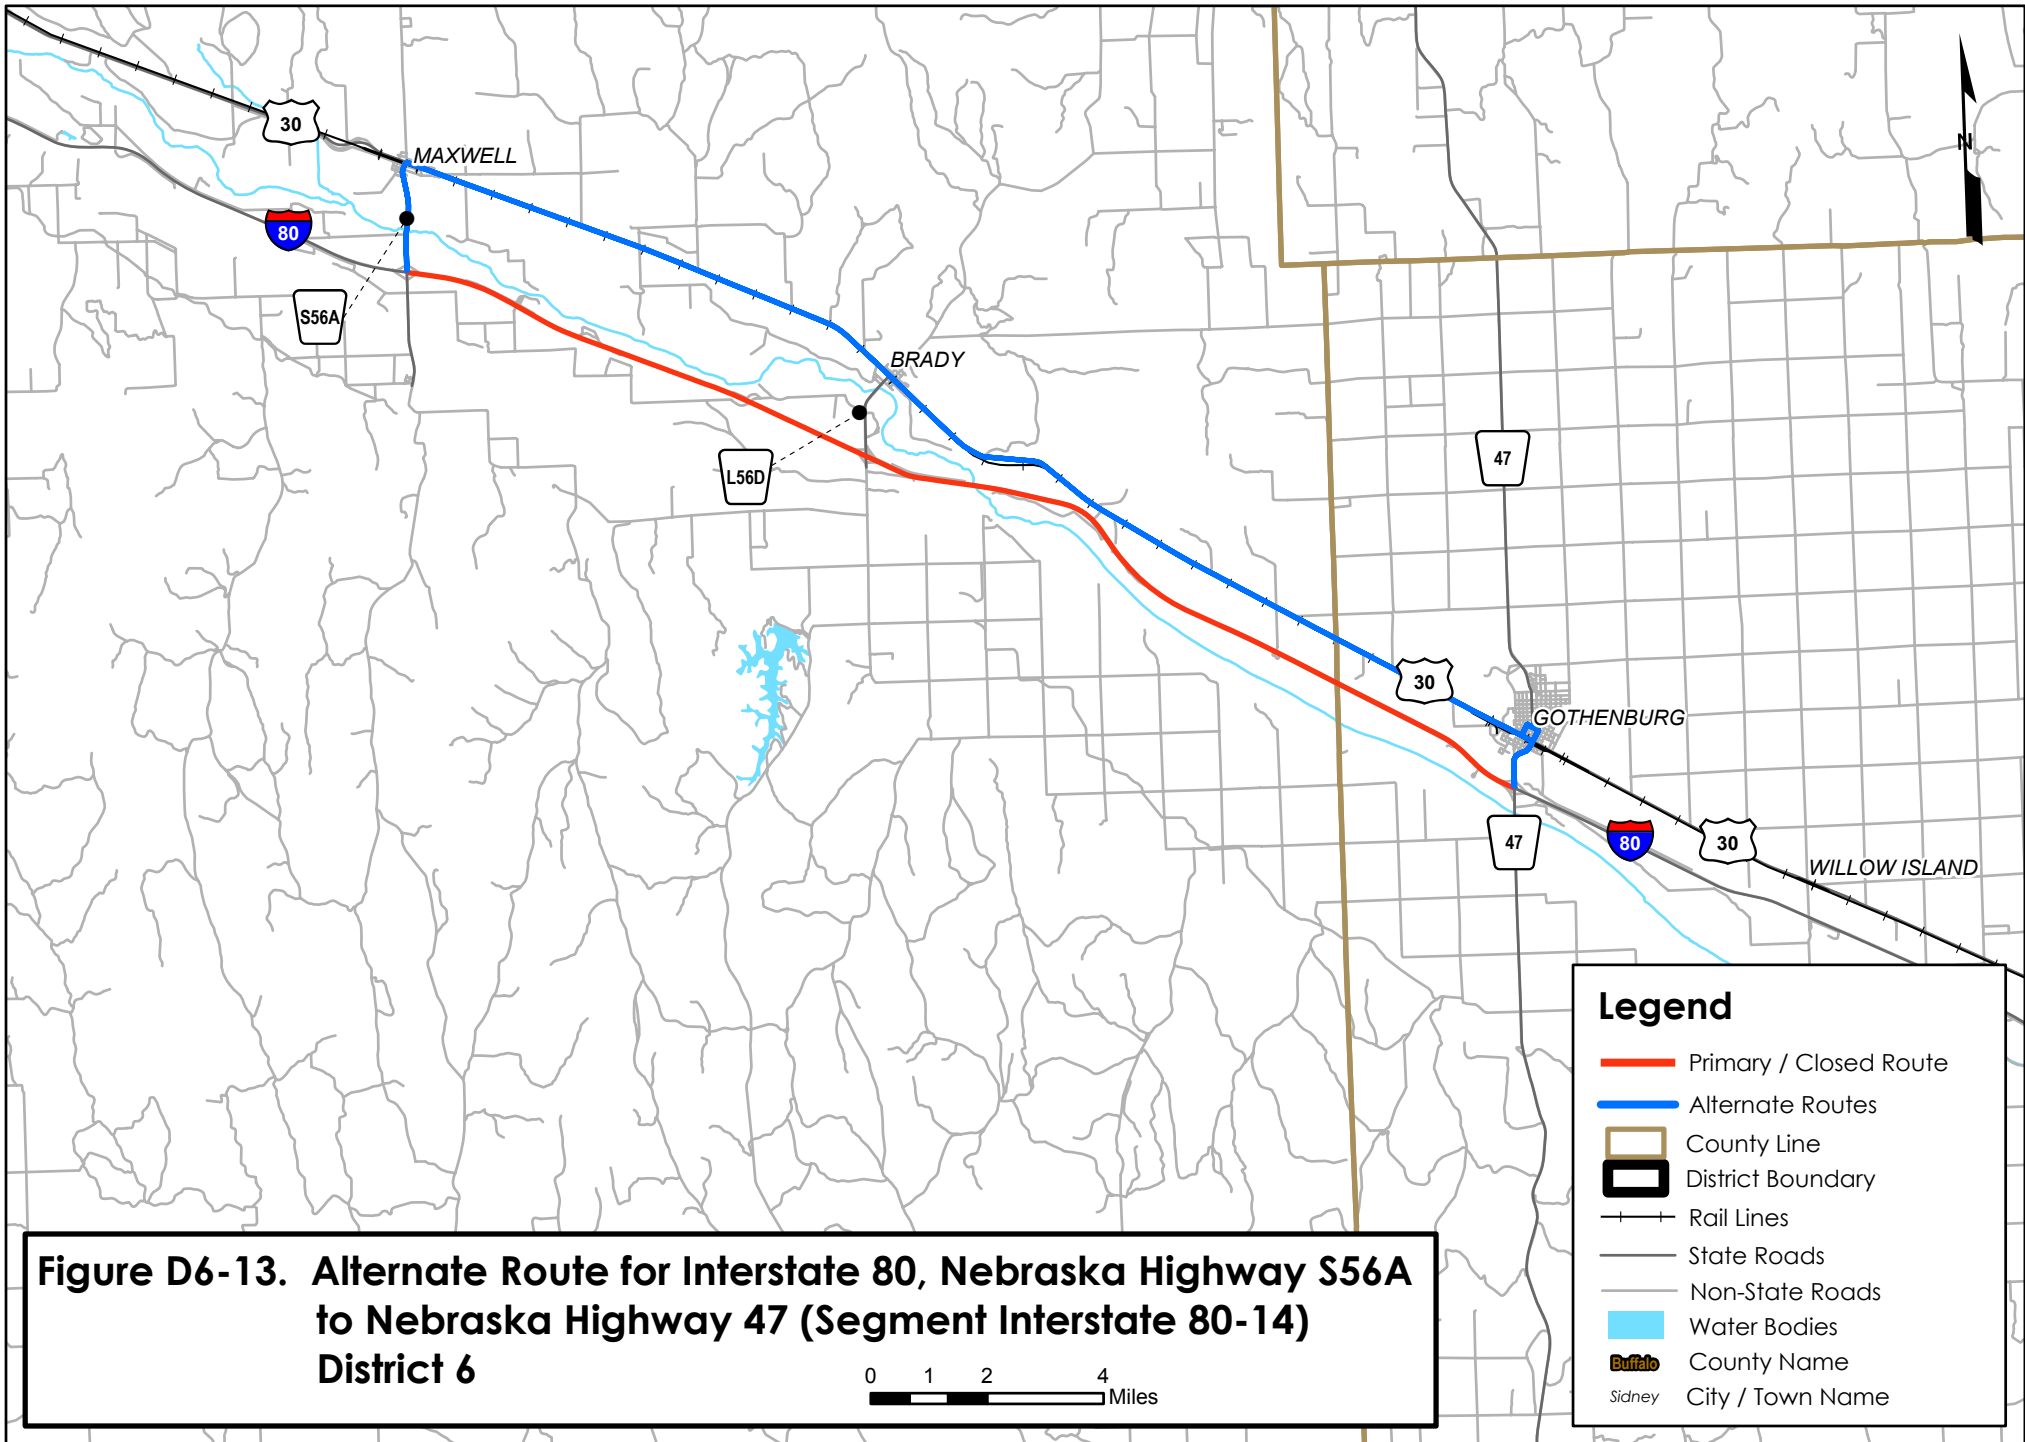 30
MAXWELL
N
80
S56A
BRADY
L56D
47
30
GOTHENBURG
47
80
30
WILLOW ISLAND
Legend
Primary / Closed Route
Alternate Routes
County Line
District Boundary
Rail Lines
State Roads
Non-State Roads
Water Bodies
Buffalo County Name
Sidney City / Town Name
Figure D6-13. Alternate Route for Interstate 80, Nebraska Highway S56A
to Nebraska Highway 47 (Segment Interstate 80-14)
District 6
0 1 2 4
Miles